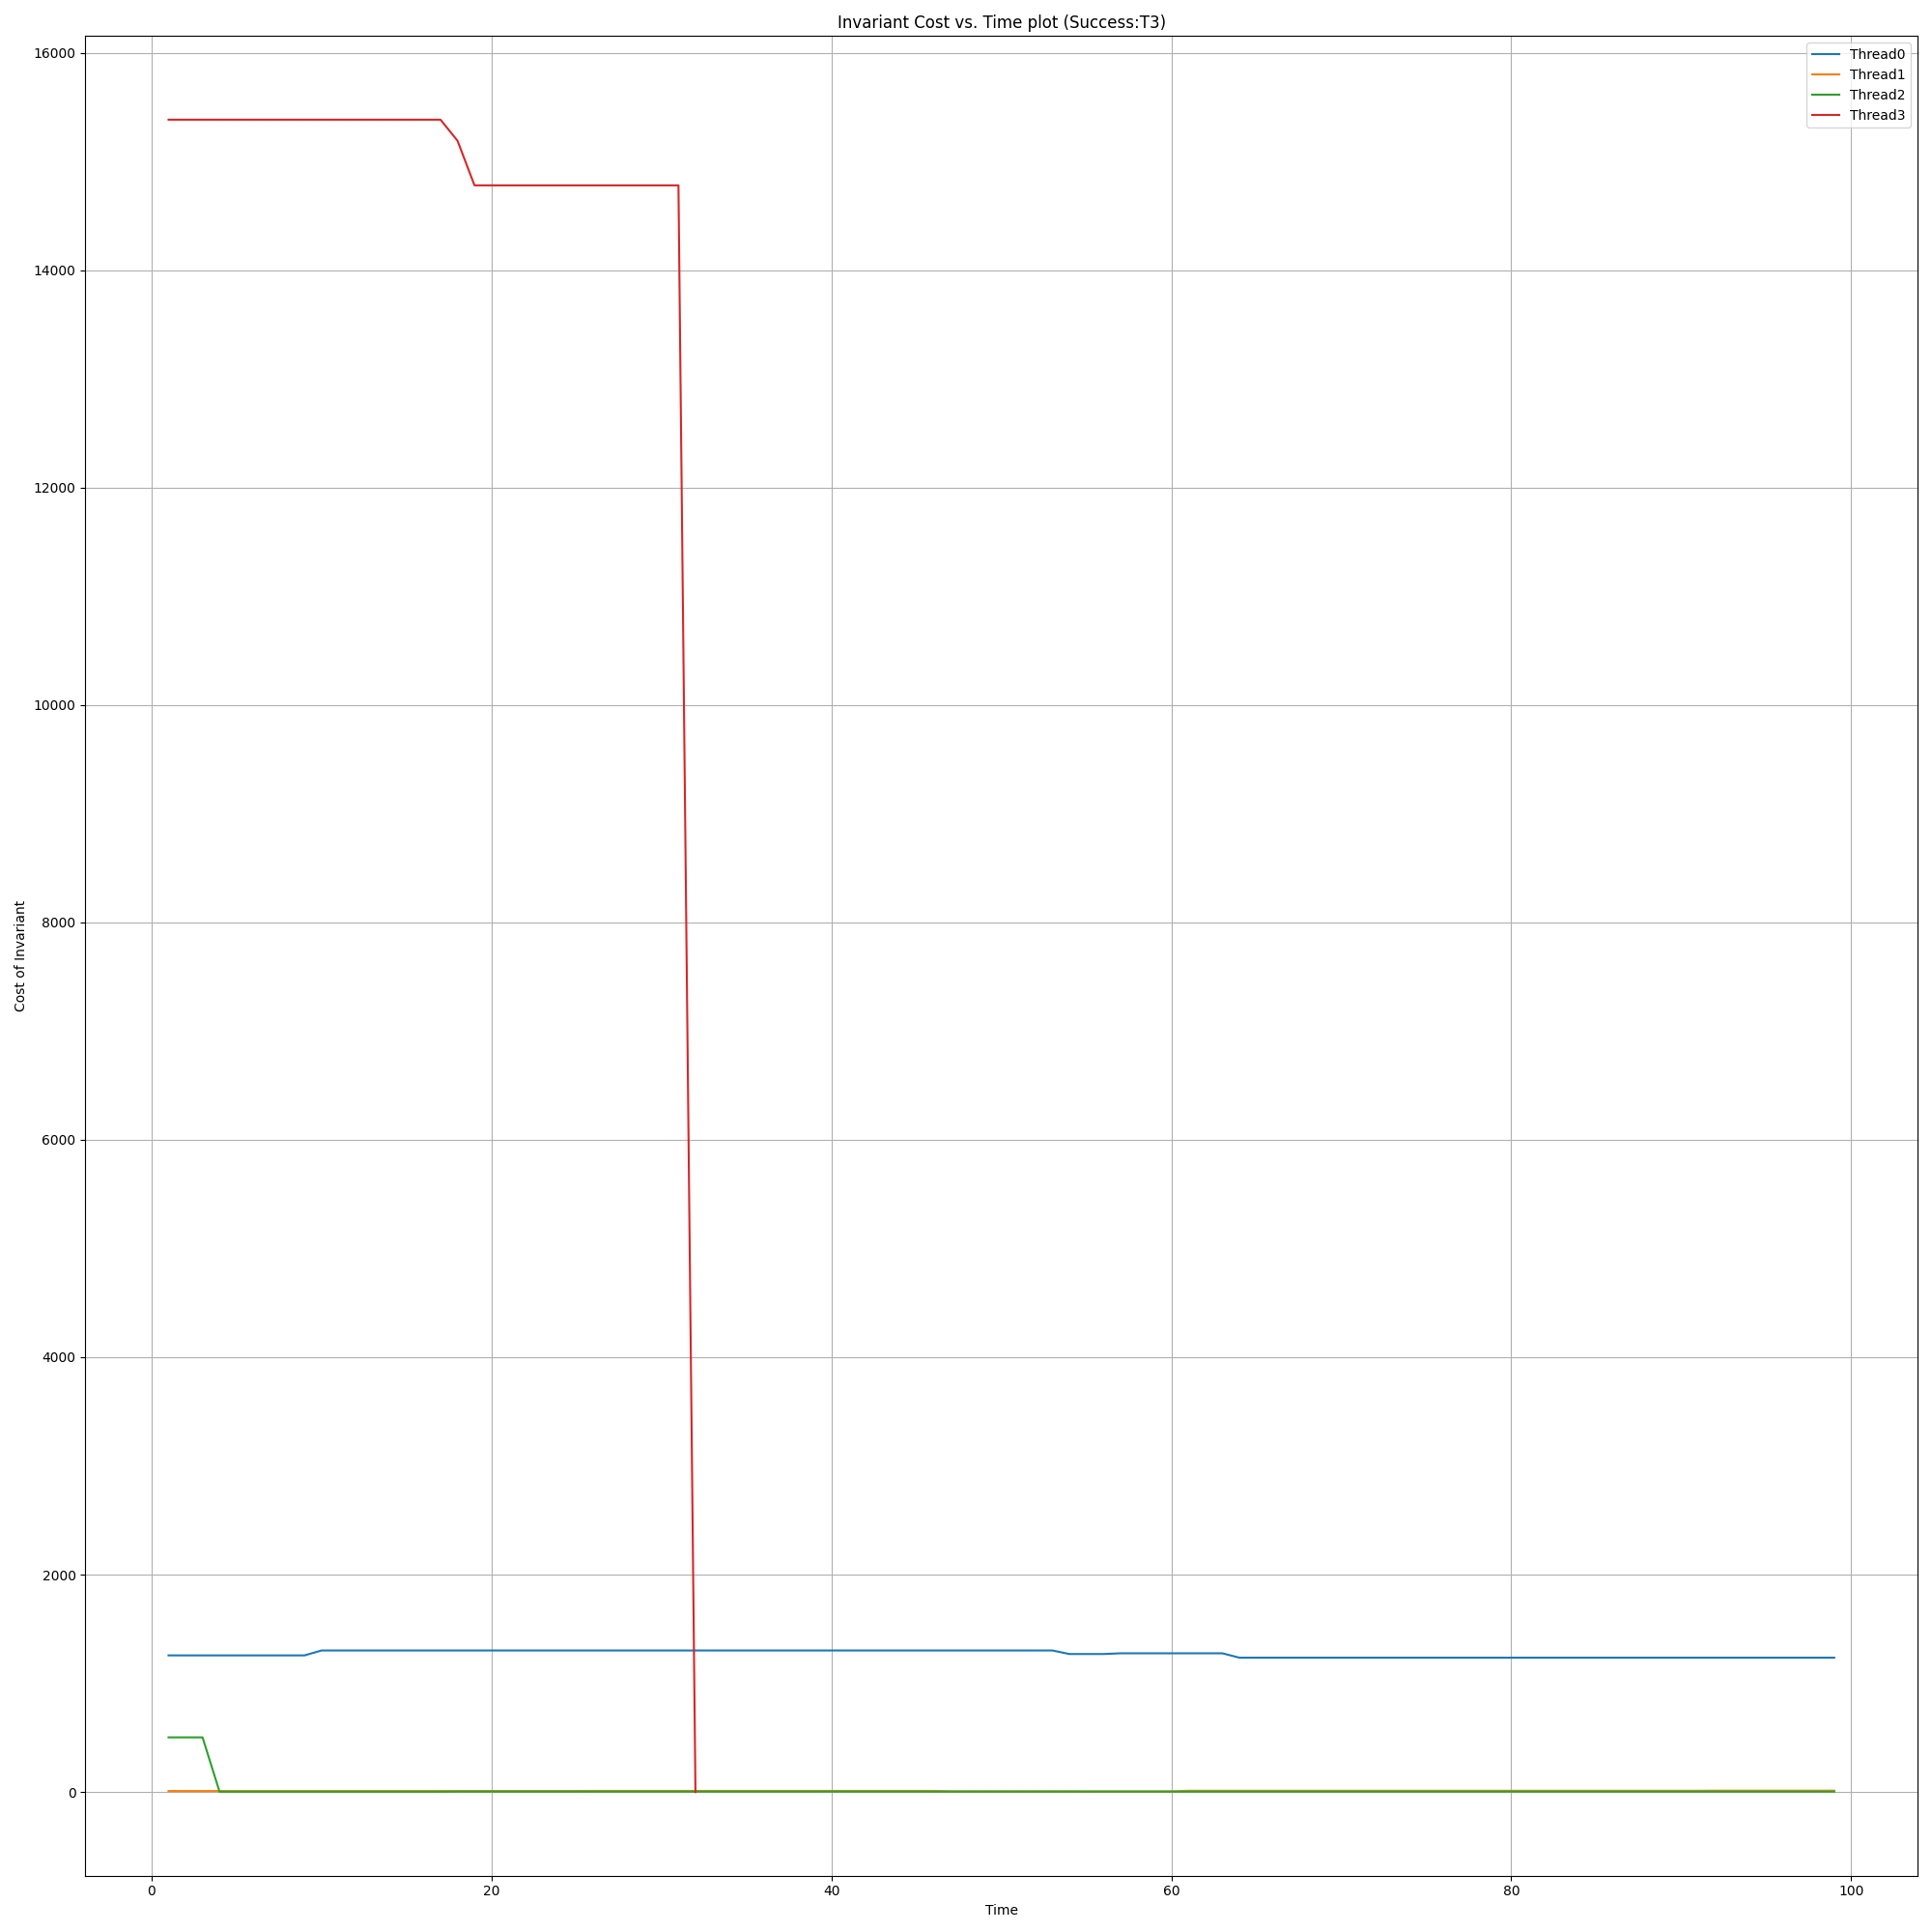 Invariant Cost vs. Time plot (Success:T3)
Thread0
Thread1
Thread2
Thread3
16000
14000
12000
10000
8000
6000
4000
2000
0
Cost of Invariant
0 20 40 60 80 100
Time